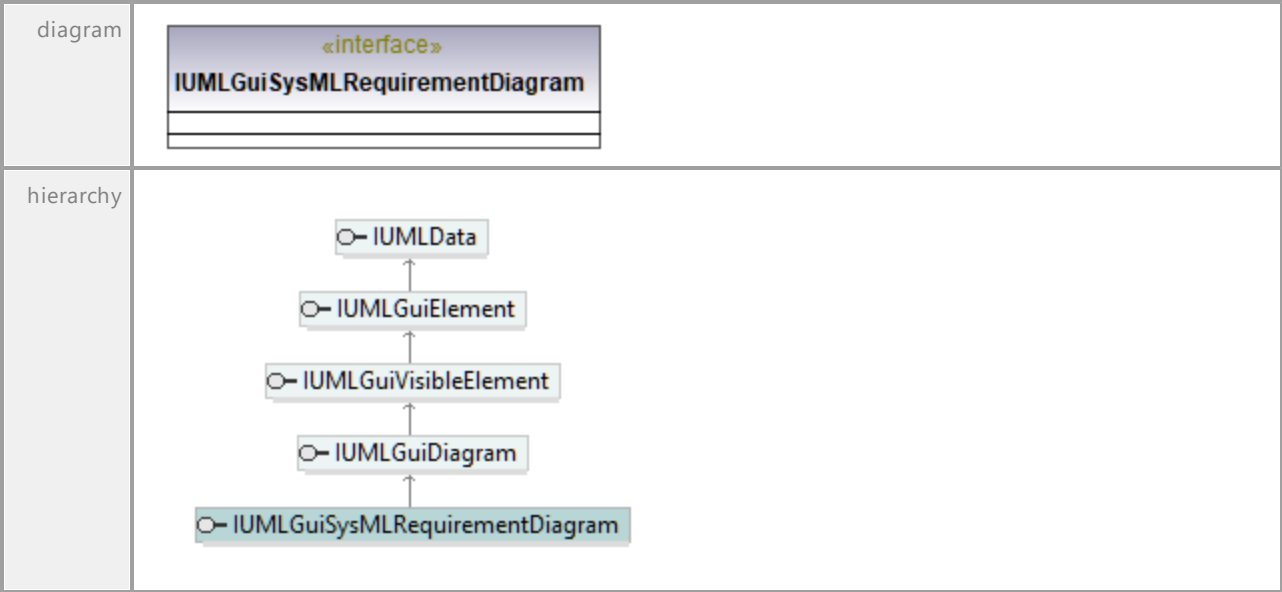 diagram
«interface»
IUMLGuiSysMLRequirementDiagram
hierarchy
IUMLData
IUMLGuiElement
IUMLGuiVisibleElement
IUMLGuiDiagram
IUMLGuiSysMLRequirementDiagram